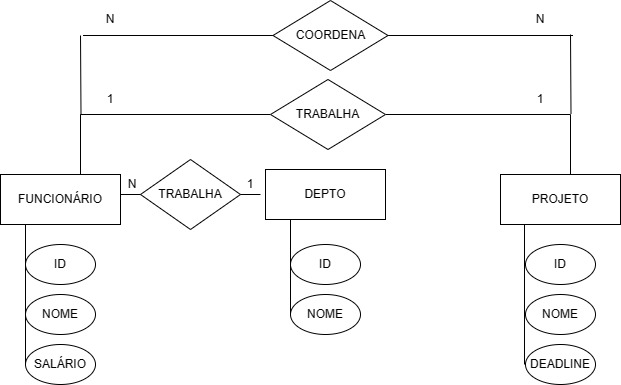 N
COORDENA
N
1
TRABALHA
1
FUNCIONÁRIO
N
TRABALHA
1
DEPTO
PROJETO
ID
ID
ID
NOME
NOME
NOME
SALÁRIO
DEADLINE